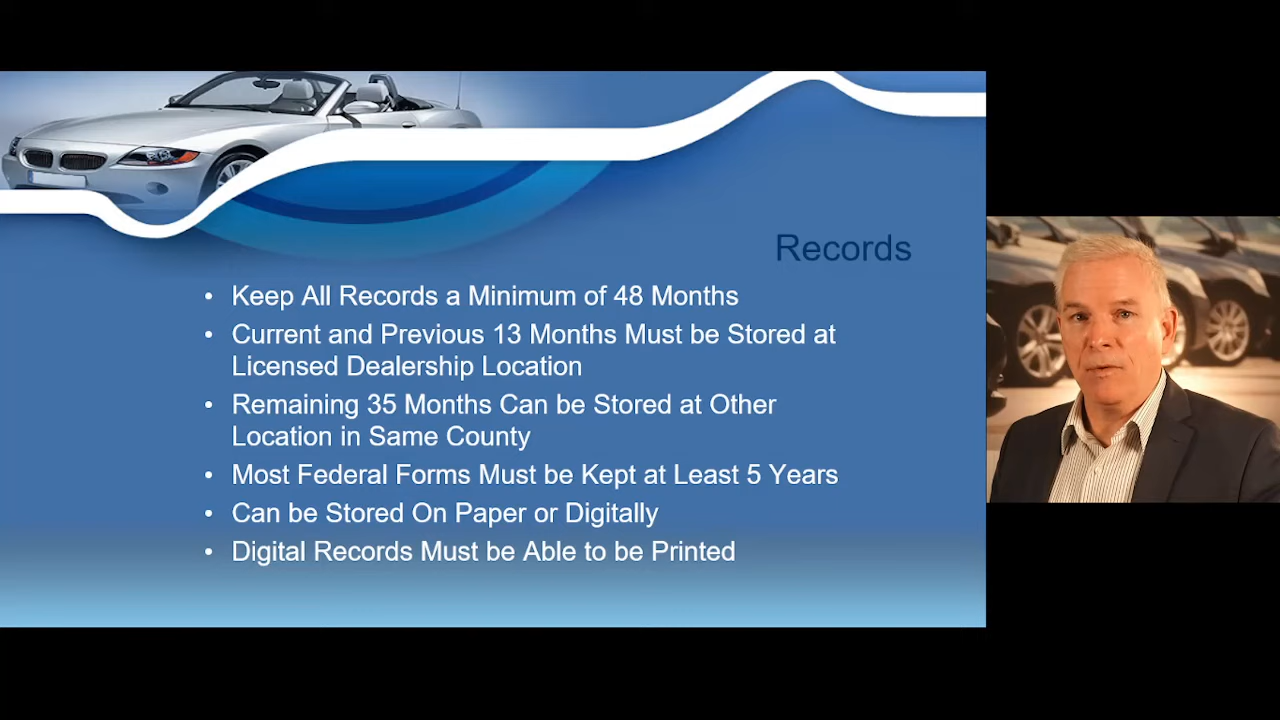 Records
• Keep All Records a Minimum of 48 Months
• Current and Previous 13 Months Must be Stored at
Licensed Dealership Location
• Remaining 35 Months Can be Stored at Other
Location in Same County
• Most Federal Forms Must be Kept at Least 5 Years
• Can be Stored On Paper or Digitally
• Digital Records Must be Able to be Printed